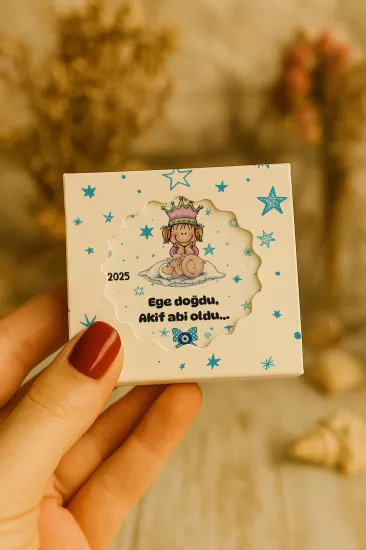 2025
Ege doğdu,
Akif abi oldu...